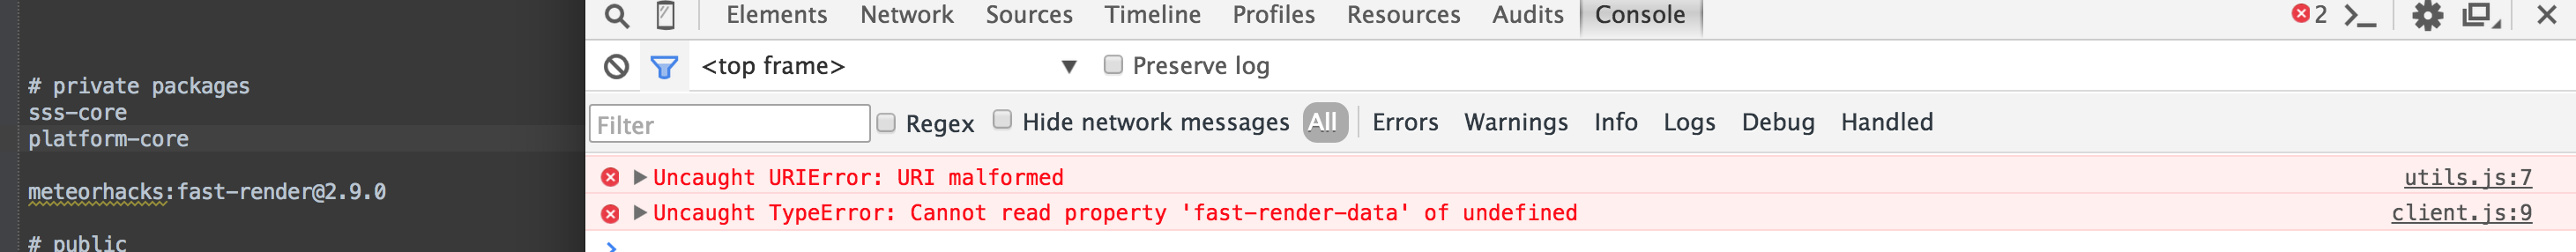 # private packages
sss-core
platform-core
meteorhacks:fast-render@2.9.0
# public
Elements Network Sources Timeline Profiles Resources Audits Console 2
<top frame> ▼ Preserve log
Filter Regex Hide network messages All Errors Warnings Info Logs Debug Handled
▶Uncaught URIError: URI malformed utils.js:7
▶Uncaught TypeError: Cannot read property 'fast-render-data' of undefined client.js:9